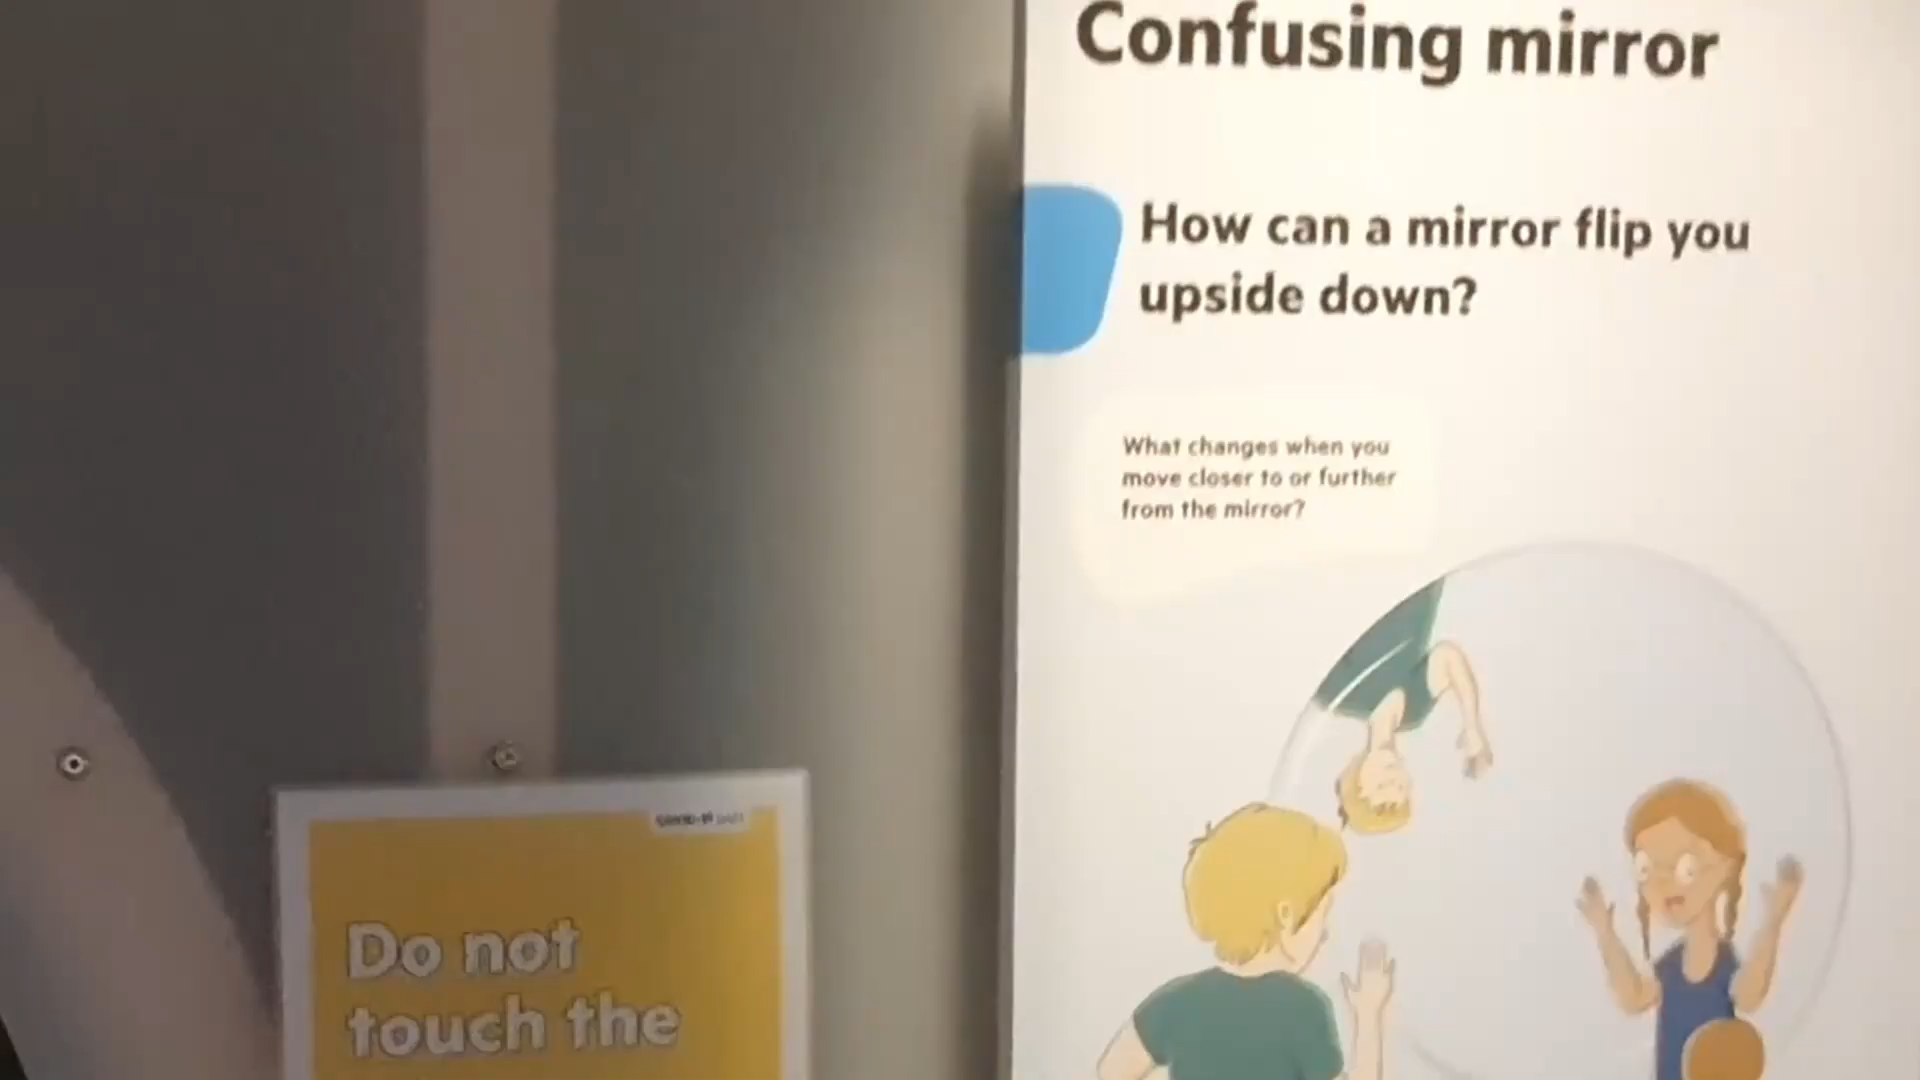 Confusing mirror
How can a mirror flip you
upside down?
What changes when you
move closer to or further
from the mirror?
Do not
touch the